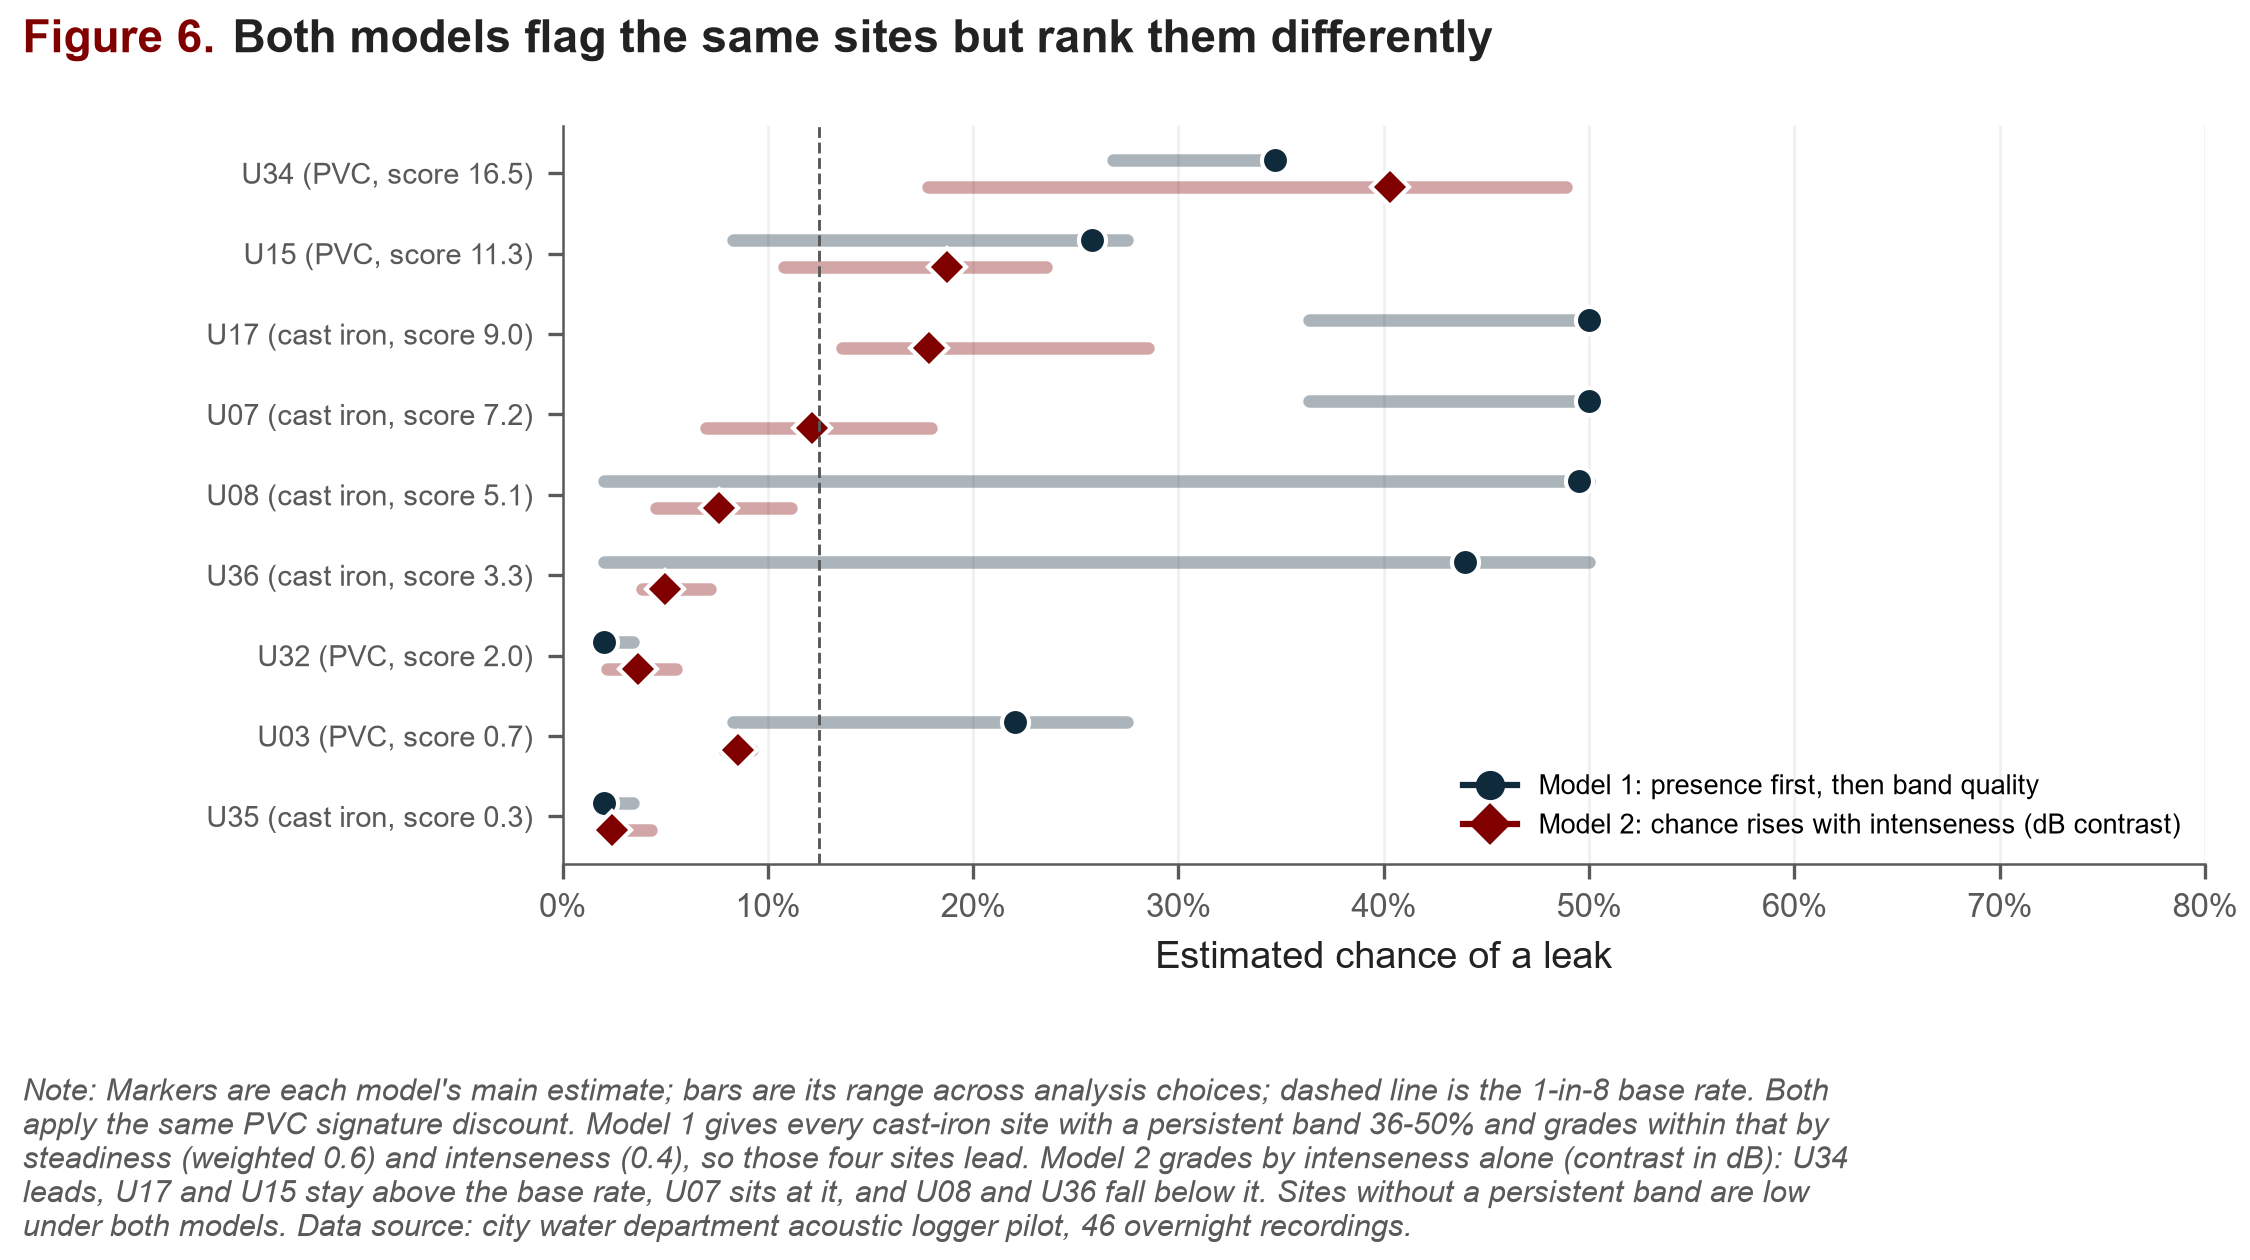 Figure 6. Both models flag the same sites but rank them differently
U34 (PVC, score 16.5)
U15 (PVC, score 11.3)
U17 (cast iron, score 9.0)
U07 (cast iron, score 7.2)
U08 (cast iron, score 5.1)
U36 (cast iron, score 3.3)
U32 (PVC, score 2.0)
U03 (PVC, score 0.7)
U35 (cast iron, score 0.3)
Model 1: presence first, then band quality
Model 2: chance rises with intenseness (dB contrast)
0% 10% 20% 30% 40% 50% 60% 70% 80%
Estimated chance of a leak
Note: Markers are each model's main estimate; bars are its range across analysis choices; dashed line is the 1-in-8 base rate. Both
apply the same PVC signature discount. Model 1 gives every cast-iron site with a persistent band 36-50% and grades within that by
steadiness (weighted 0.6) and intenseness (0.4), so those four sites lead. Model 2 grades by intenseness alone (contrast in dB): U34
leads, U17 and U15 stay above the base rate, U07 sits at it, and U08 and U36 fall below it. Sites without a persistent band are low
under both models. Data source: city water department acoustic logger pilot, 46 overnight recordings.